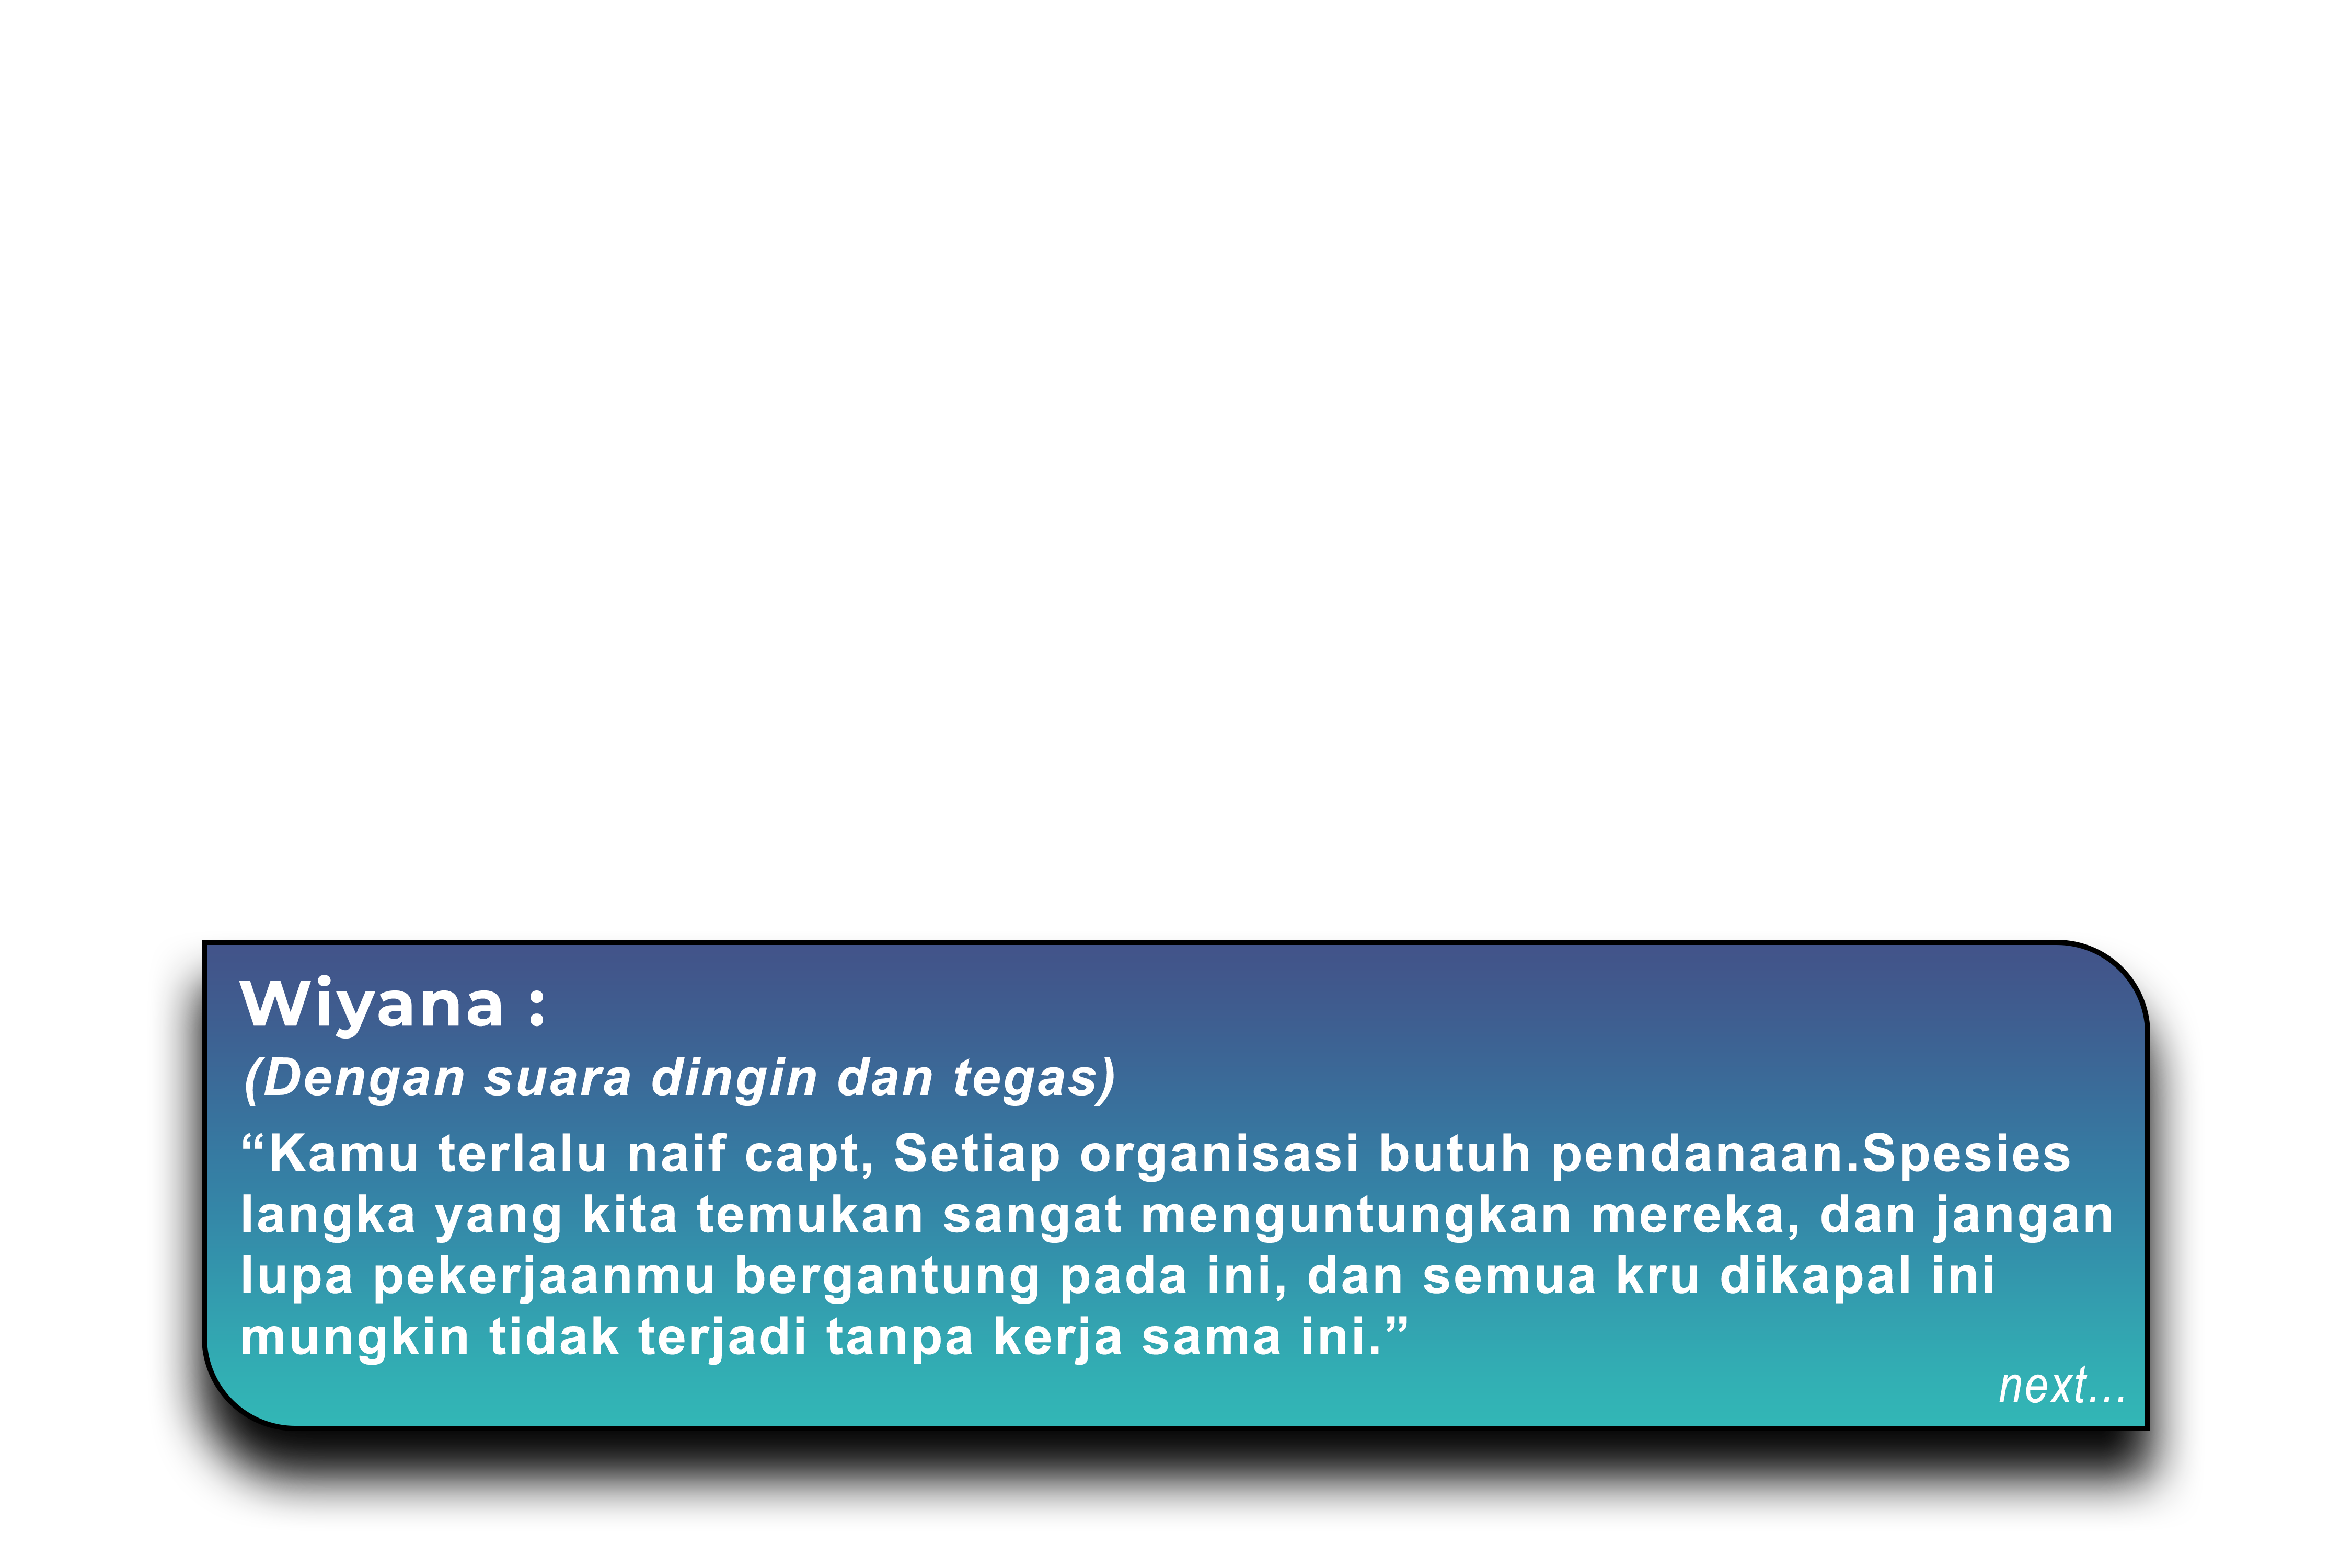 Wiyana :
(Dengan suara dingin dan tegas)
“Kamu terlalu naif capt, Setiap organisasi butuh pendanaan.Spesies
langka yang kita temukan sangat menguntungkan mereka, dan jangan
lupa pekerjaanmu bergantung pada ini, dan semua kru dikapal ini
mungkin tidak terjadi tanpa kerja sama ini.”
next...